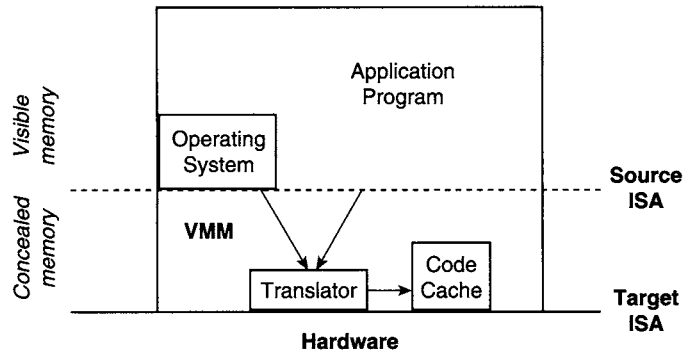 Application
Program
Visible
memory
Operating
System
Source
ISA
Concealed
memory
VMM
Code
Cache
Translator
Target
ISA
Hardware